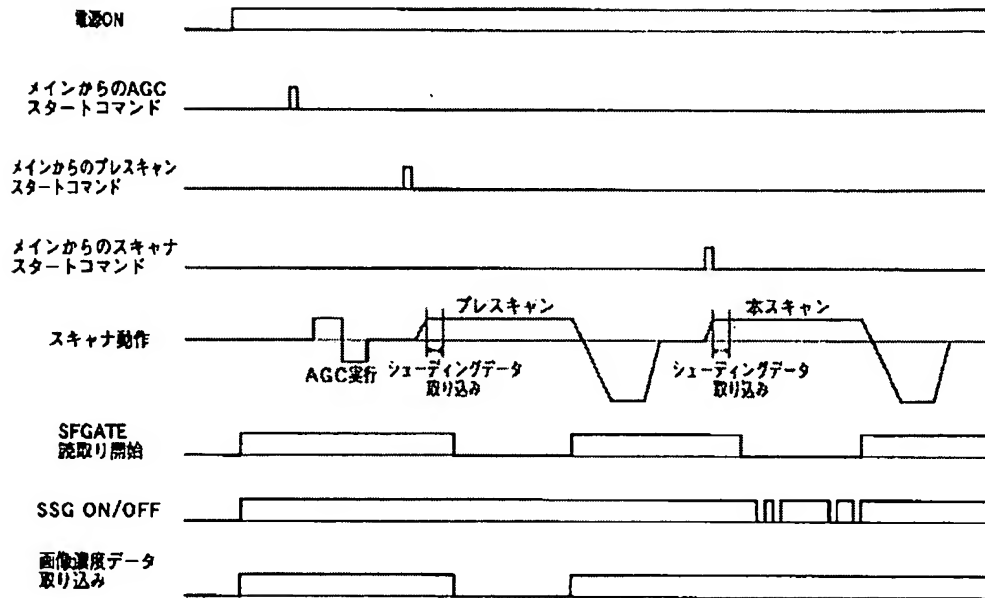 電源ON
メインからのAGC
スタートコマンド
メインからのプレスキャン
スタートコマンド
メインからのスキャナ
スタートコマンド
プレスキャン
本スキャン
スキャナ動作
AGC実行
シェーディングデータ
取り込み
シェーディングデータ
取り込み
SFGATE
読取り開始
SSG ON/OFF
画像濃度データ
取り込み